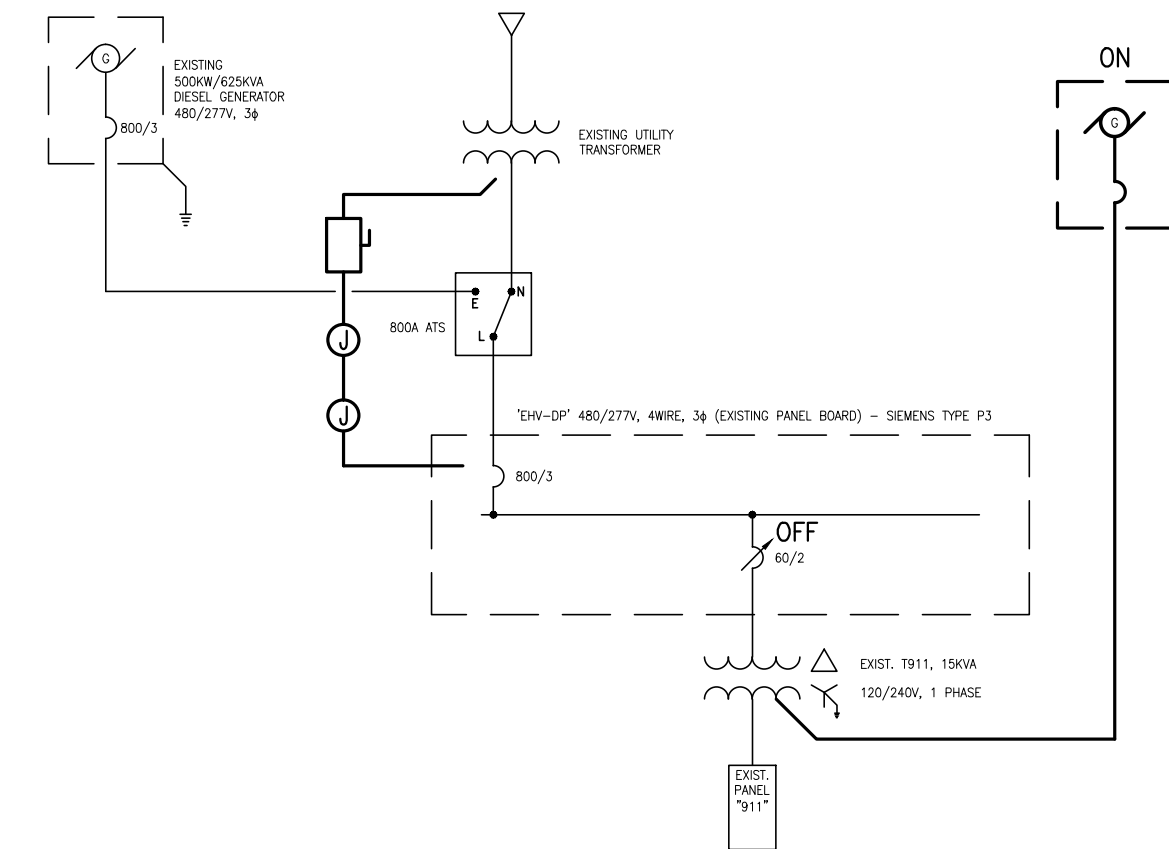 G
EXISTING
500KW/625KVA
DIESEL GENERATOR
480/277V, 3ϕ
800/3
EXISTING UTILITY
TRANSFORMER
ON
G
E
N
L
800A ATS
J
J
'EHV-DP' 480/277V, 4WIRE, 3ϕ (EXISTING PANEL BOARD) - SIEMENS TYPE P3
800/3
OFF
60/2
EXIST. T911, 15KVA
120/240V, 1 PHASE
EXIST.
PANEL
"911"